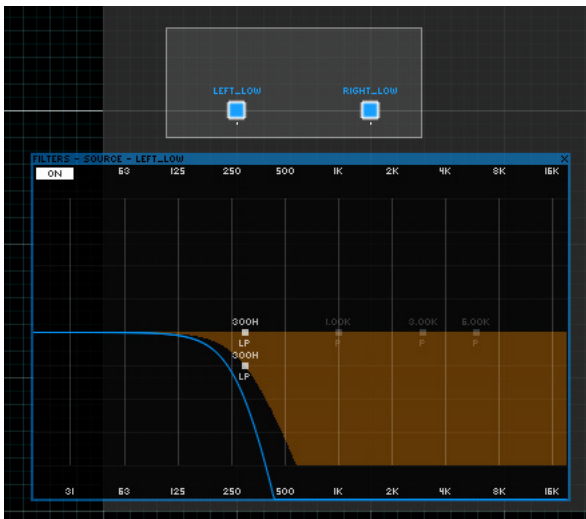 LEFT_LOW RIGHT_LOW
FILTERS - SOURCE - LEFT_LOW X
ON 63 125 250 500 1K 2K 4K 8K 16K
300H 1.00K 3.00K 5.00K
LP P P P
300H
LP
31 63 125 250 500 1K 2K 4K 8K 16K